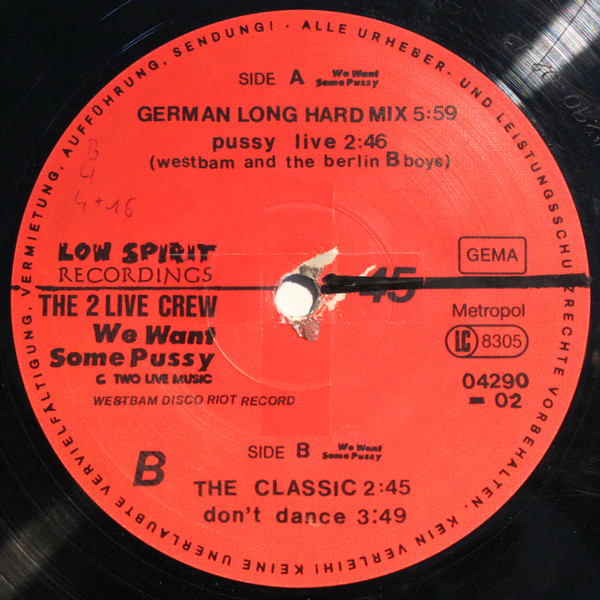 SIDE A We Want
Some Pussy
GERMAN LONG HARD MIX 5:59
pussy live 2:46
(westbam and the berlin B boys)
B
4
4+16
LOW SPIRIT
RECORDINGS
GEMA
45
THE 2 LIVE CREW
We Want
Some Pussy
C TWO LIVE MUSIC
WESTBAM DISCO RIOT RECORD
Metropol
LC 8305
04290
- 02
SIDE B We Want
Some Pussy
B
THE CLASSIC 2:45
don't dance 3:49
ALLE URHEBER- UND LEISTUNGSSCHUTZRECHTE VORBEHALTEN. KEIN VERLEIH! KEINE UNERLAUBTE VERVIELFÄLTIGUNG, VERMIETUNG, AUFFÜHRUNG, SENDUNG! ·